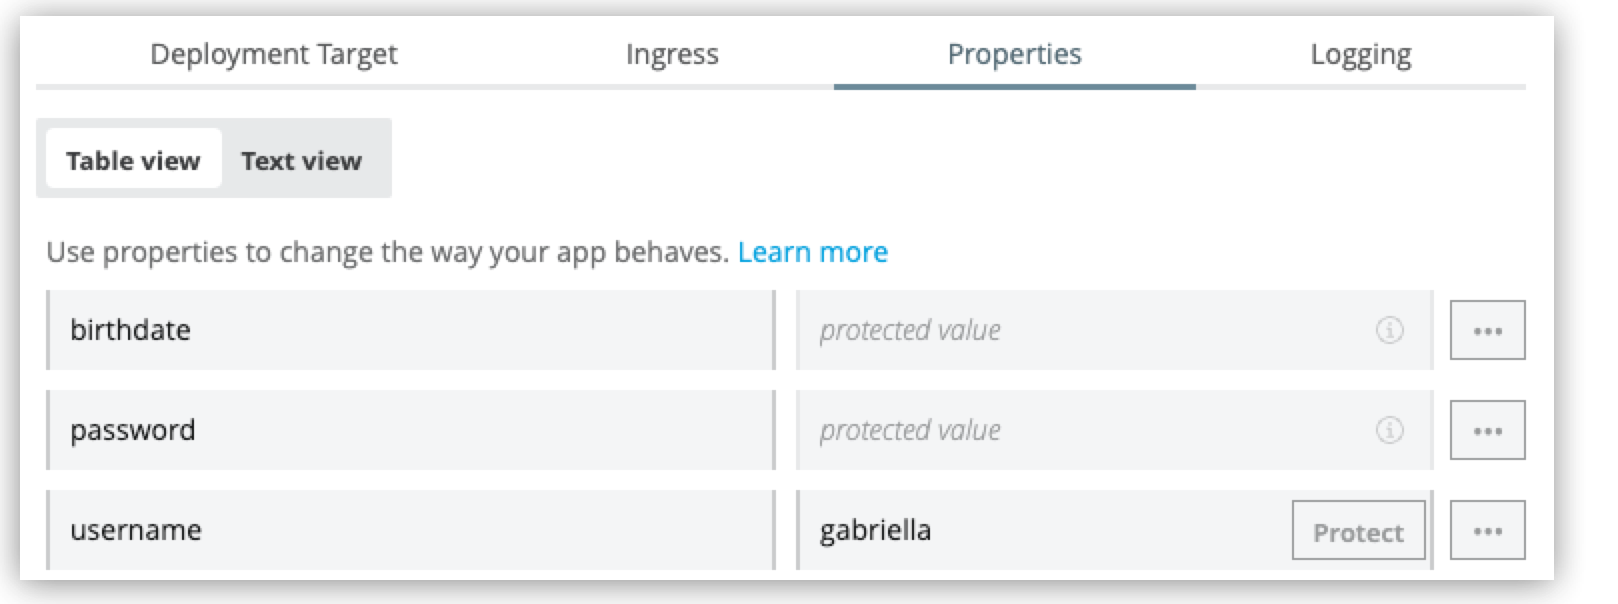 Deployment Target Ingress Properties Logging
Table view Text view
Use properties to change the way your app behaves. Learn more
birthdate protected value
password protected value
username gabriella Protect